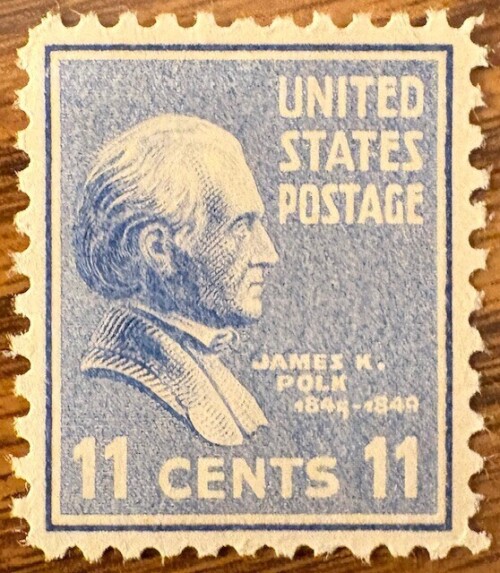 UNITED
STATES
POSTAGE
JAMES K.
POLK
1845-1849
11 CENTS 11